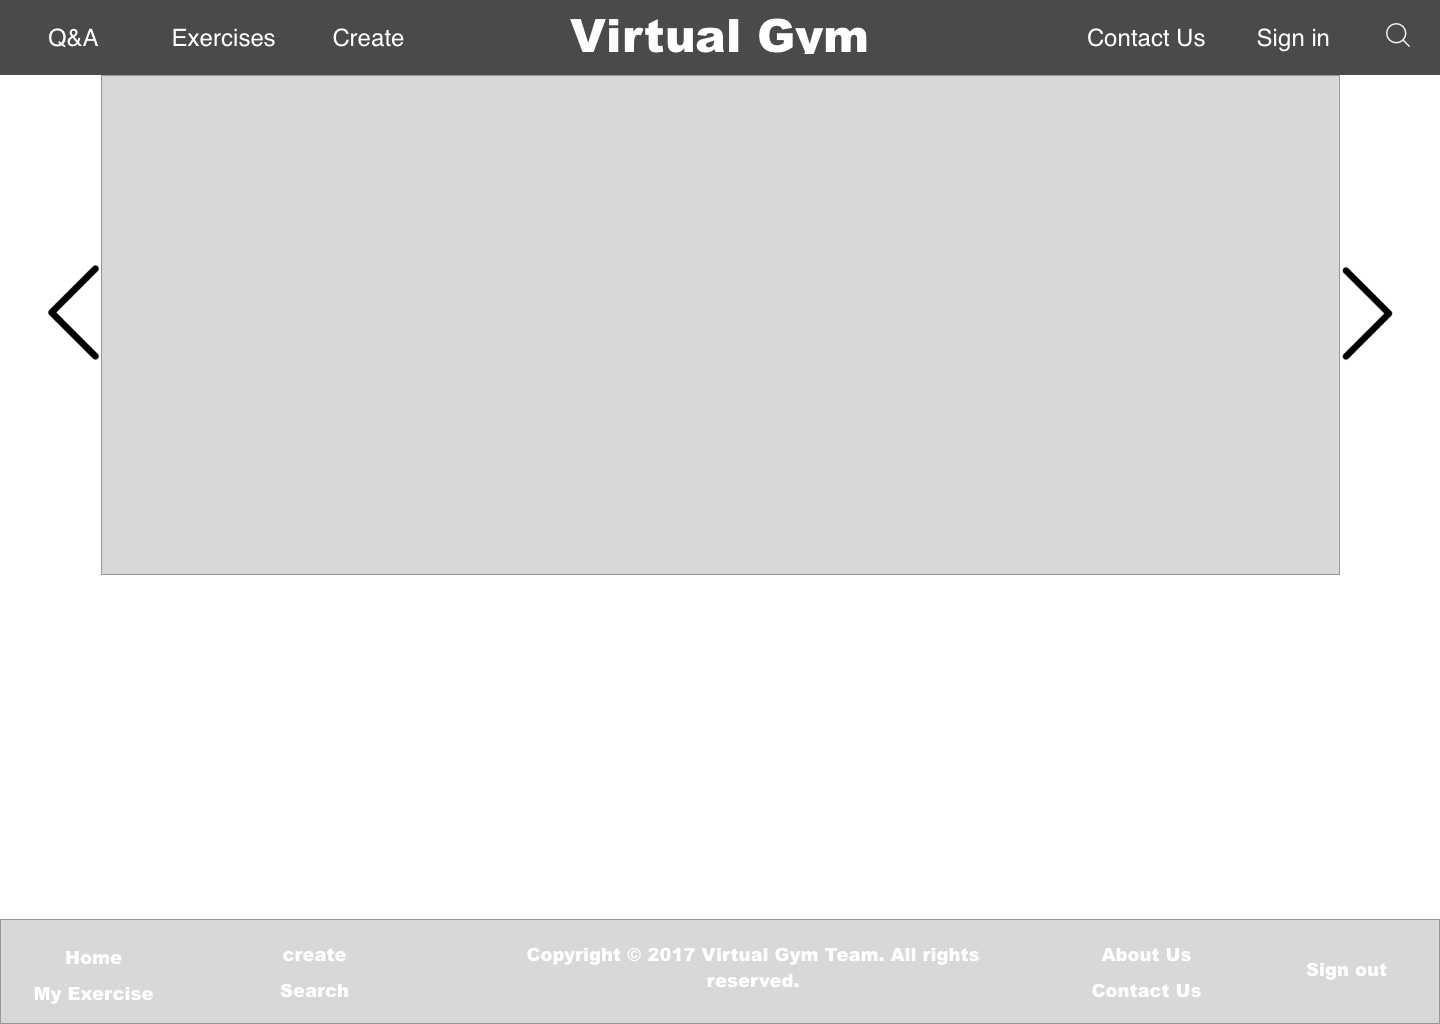 Q&A
Exercises
Create
Virtual Gym
Contact Us
Sign in
Home
My Exercise
create
Search
Copyright © 2017 Virtual Gym Team. All rights
reserved.
About Us
Contact Us
Sign out